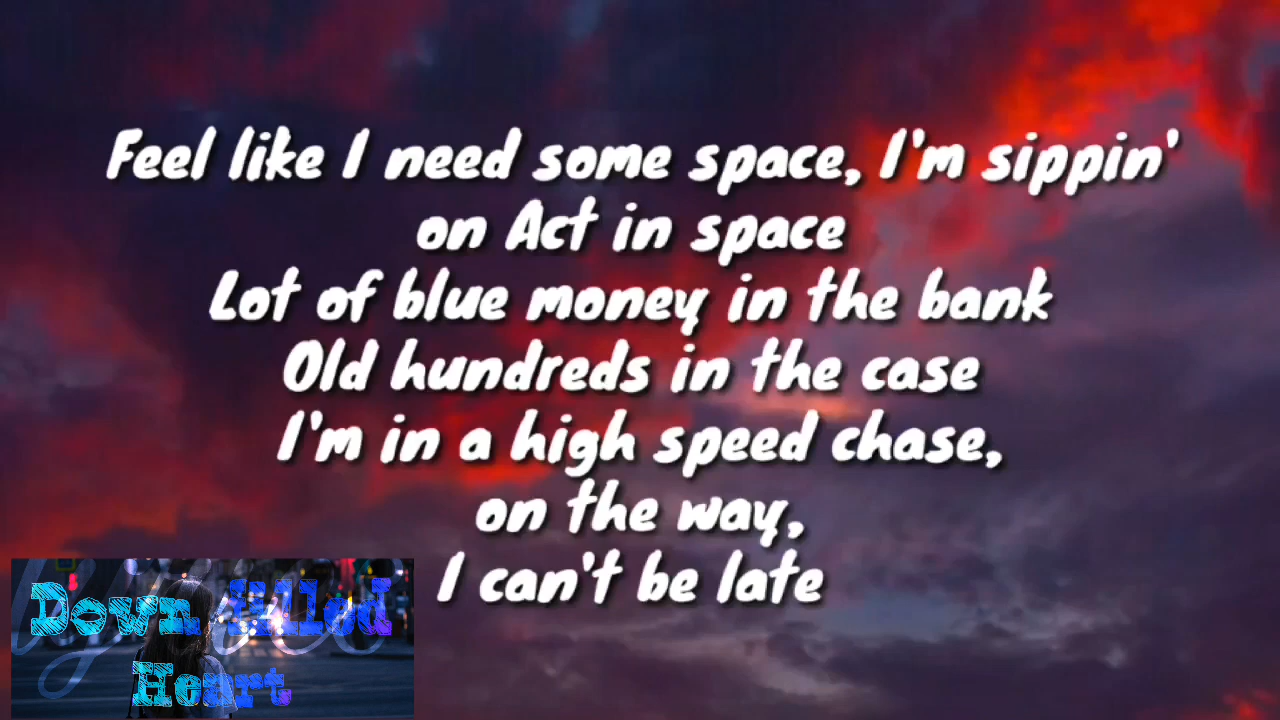 Feel like I need some space, I'm sippin'
on Act in space
Lot of blue money in the bank
Old hundreds in the case
I'm in a high speed chase,
on the way,
I can't be late
Down filled
Heart